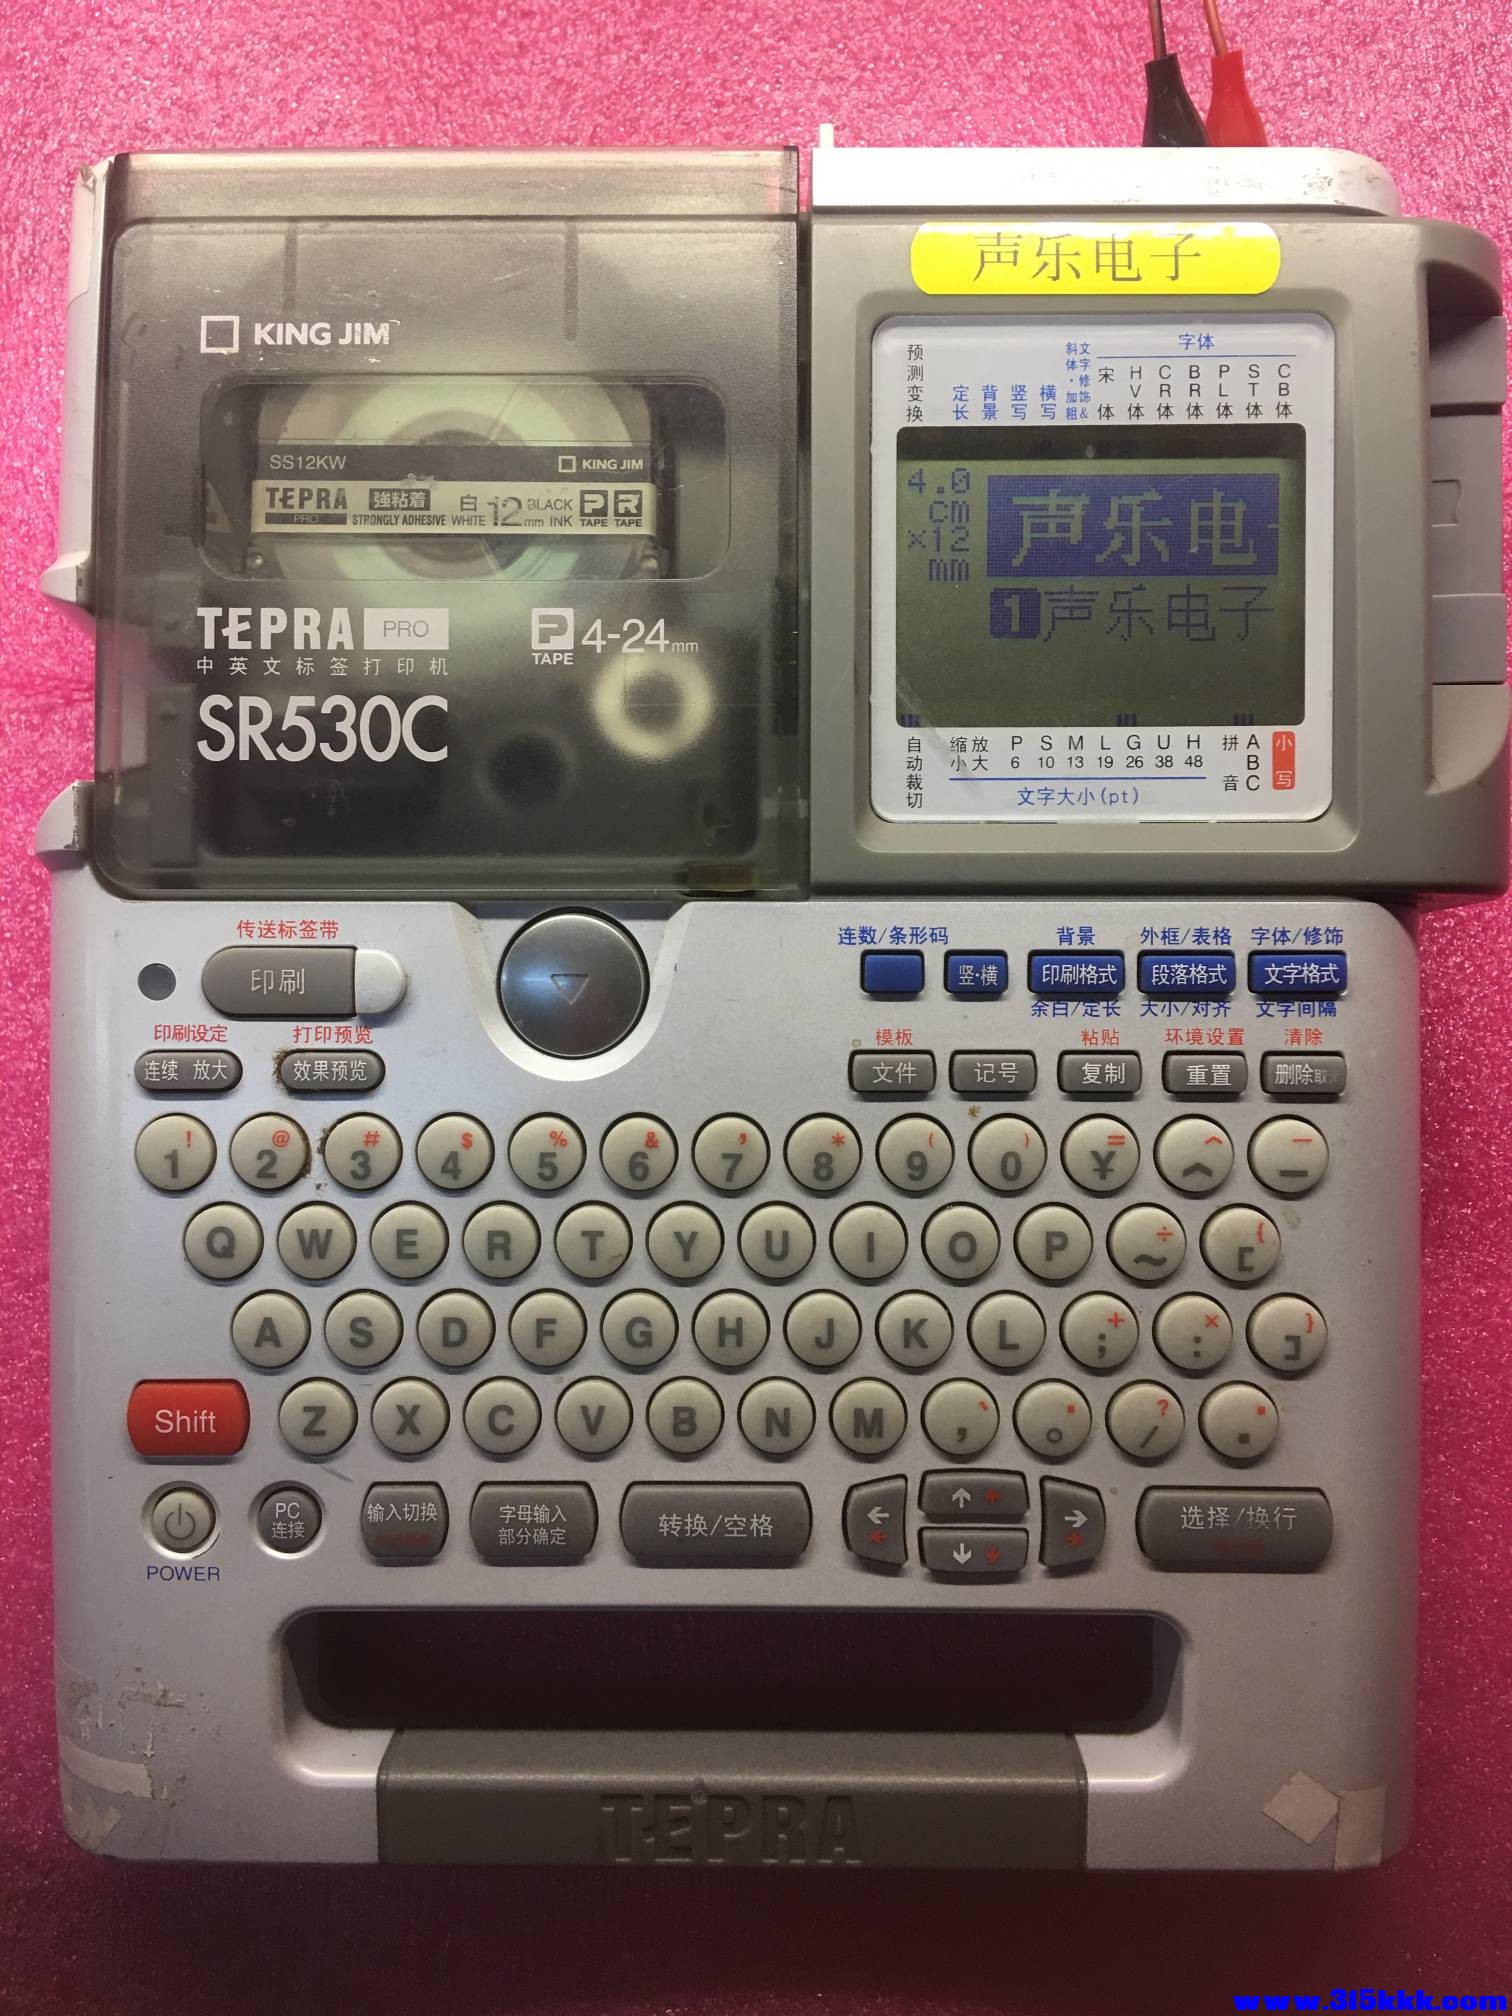 声乐电子
KING JIM
SS12KW KING JIM
TEPRA PRO 強粘着 STRONGLY ADHESIVE 白 WHITE 12mm BLACK INK P TAPE R TAPE
TEPRA PRO
中英文标签打印机
P TAPE 4-24mm
SR530C
预测变换
定长 背景 竖写 横写
文字修饰&
斜体·加粗
字体
宋体 HV体 CR体 BR体 PL体 ST体 CB体
4.0
cm
×12
mm
声乐电
1声乐电子
自动裁切
缩小 放大
P 6 S 10 M 13 L 19 G 26 U 38 H 48
文字大小(pt)
拼音 ABC 小写
传送标签带
印刷
印刷设定 打印预览
连续 放大 效果预览
连数/条形码 背景 外框/表格 字体/修饰
竖·横 印刷格式 段落格式 文字格式
余白/定长 大小/对齐 文字间隔
模板 粘贴 环境设置 清除
文件 记号 复制 重置 删除
! @ # $ % & ' * ( ) = ^ —
1 2 3 4 5 6 7 8 9 0 ¥ ^ —
Q W E R T Y U I O P ÷ ~ { [
A S D F G H J K L + ; × : } ]
Shift Z X C V B N M , 。 ? / .
PC连接 输入切换 字母输入 部分确定 转换/空格 ← ↑ ↓ → 选择/换行
POWER
TEPRA
www.315kkk.com